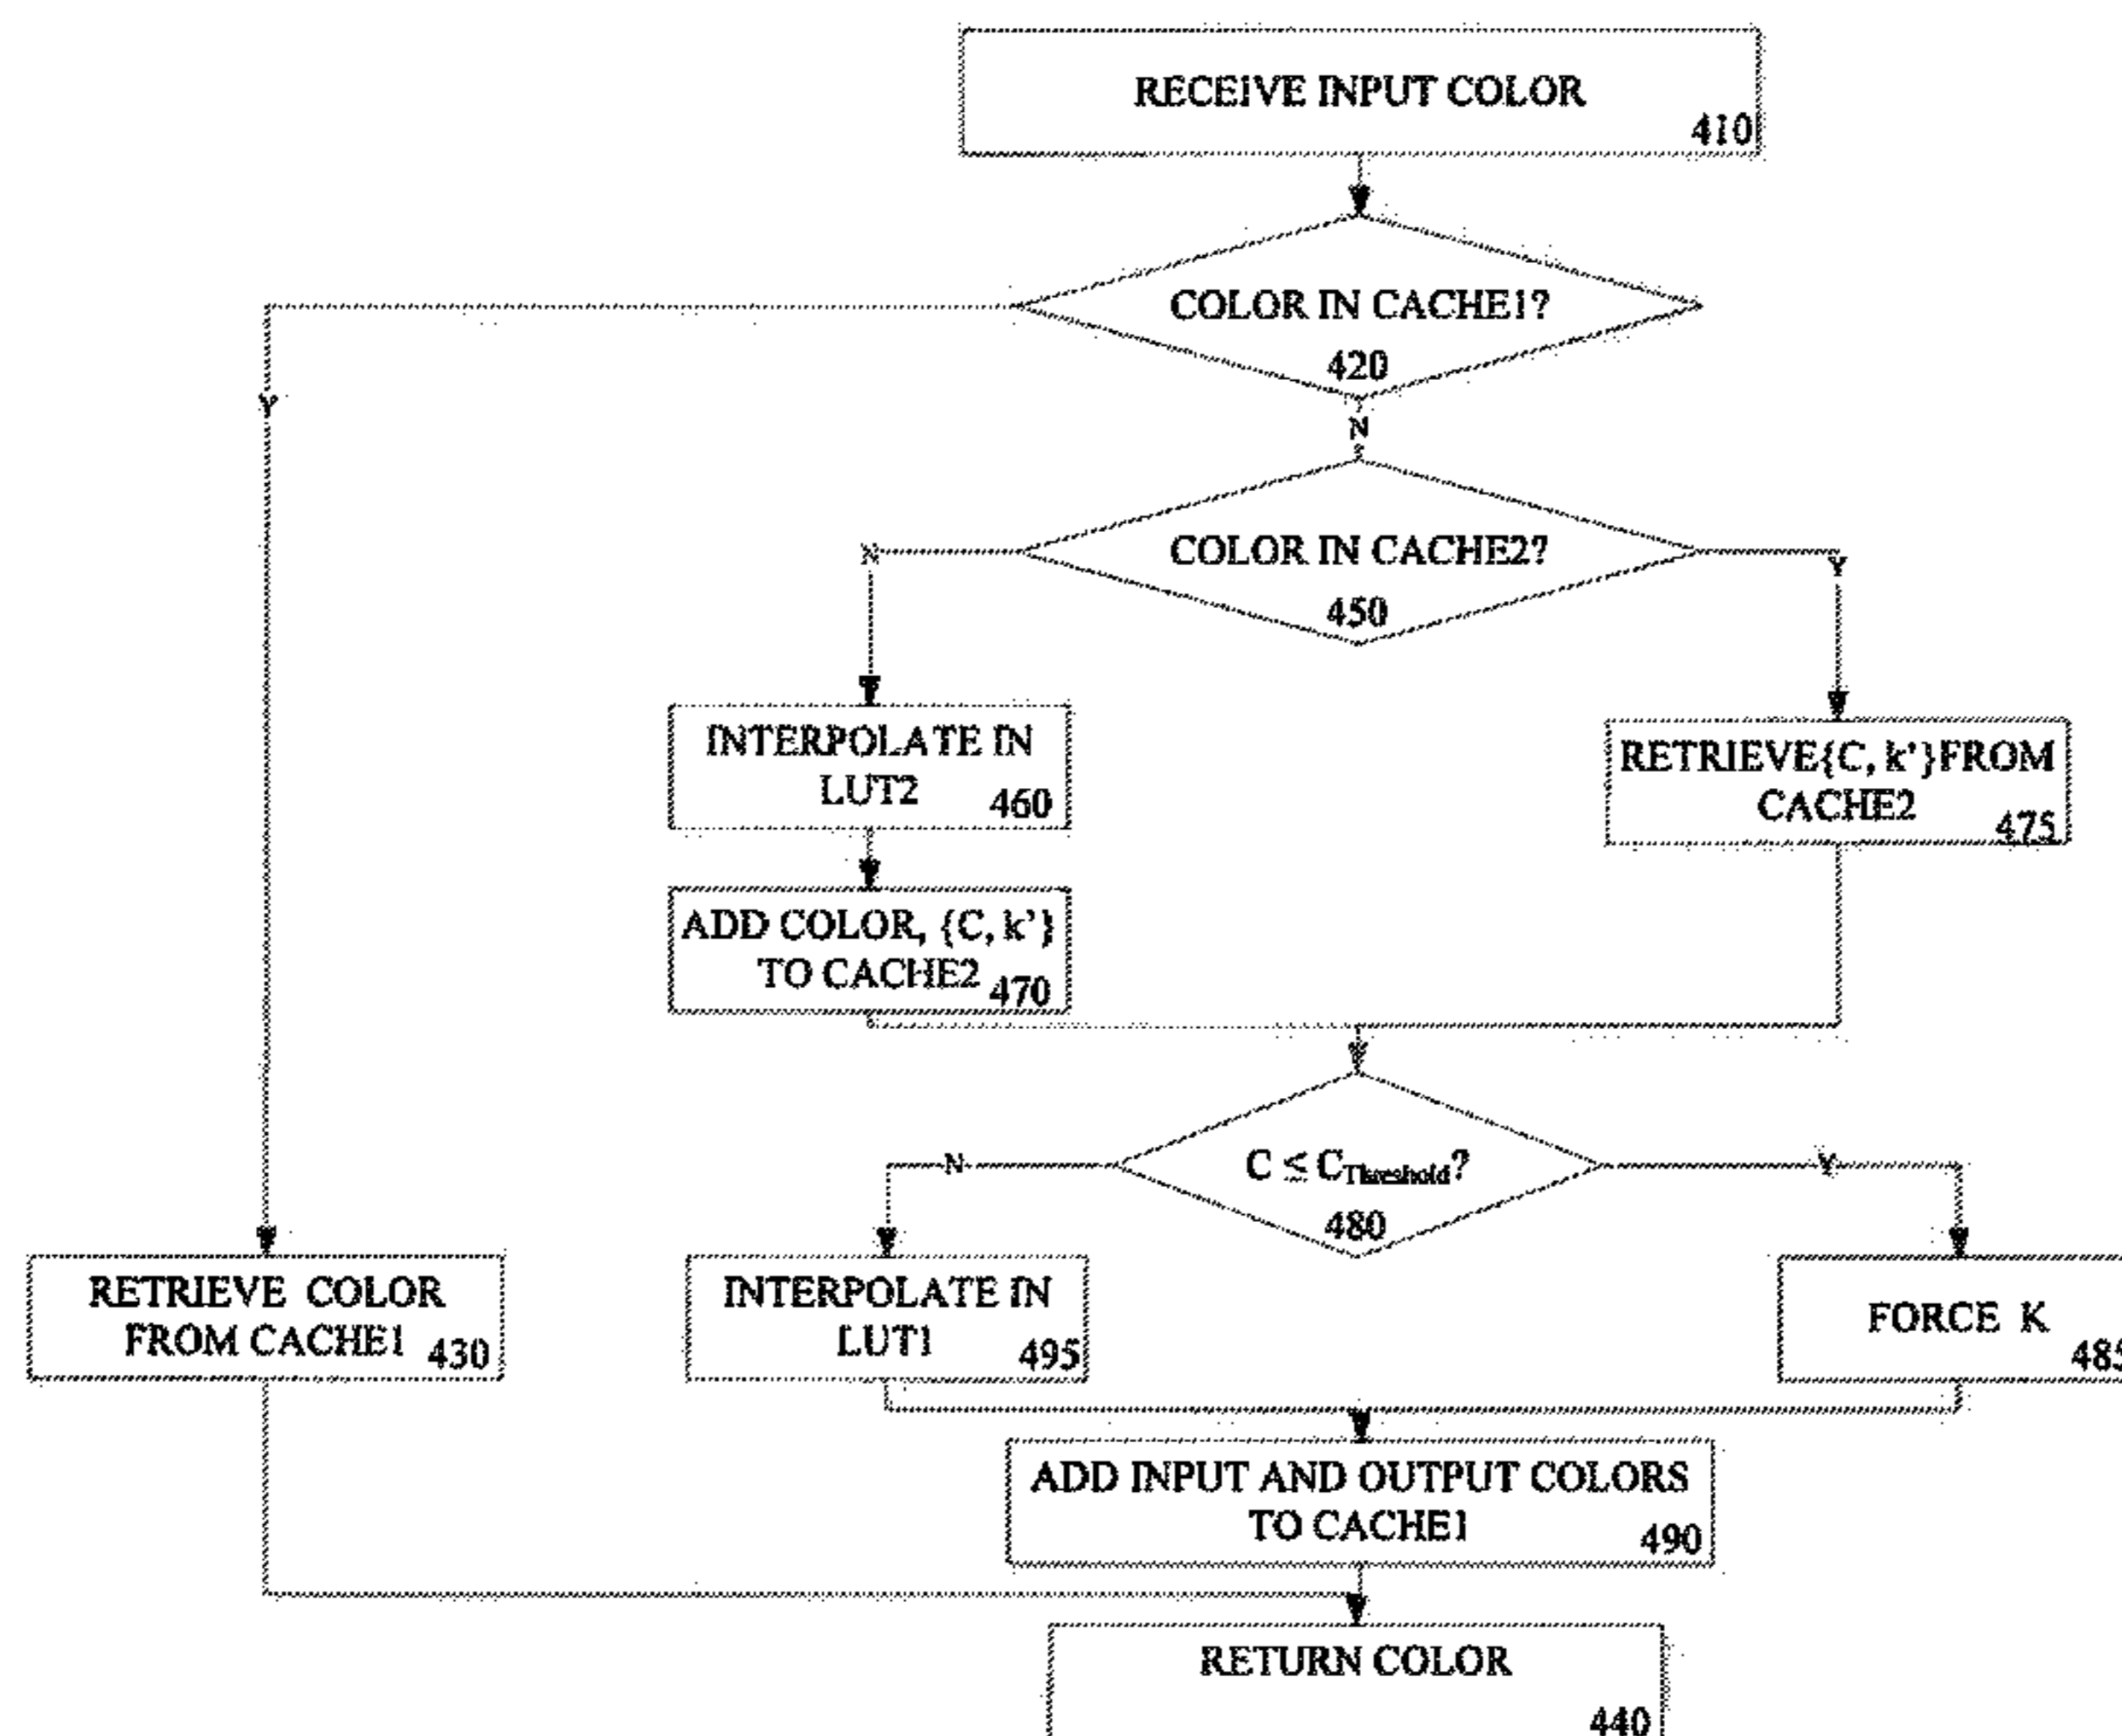 RECEIVE INPUT COLOR
410
COLOR IN CACHE1?
420
Y
N
COLOR IN CACHE2?
450
N
Y
INTERPOLATE IN
LUT2
460
RETRIEVE{C, k'}FROM
CACHE2
475
ADD COLOR, {C, k'}
TO CACHE2
470
C ≤ CThreshold?
480
N
Y
RETRIEVE COLOR
FROM CACHE1
430
INTERPOLATE IN
LUT1
495
FORCE K
485
ADD INPUT AND OUTPUT COLORS
TO CACHE1
490
RETURN COLOR
440